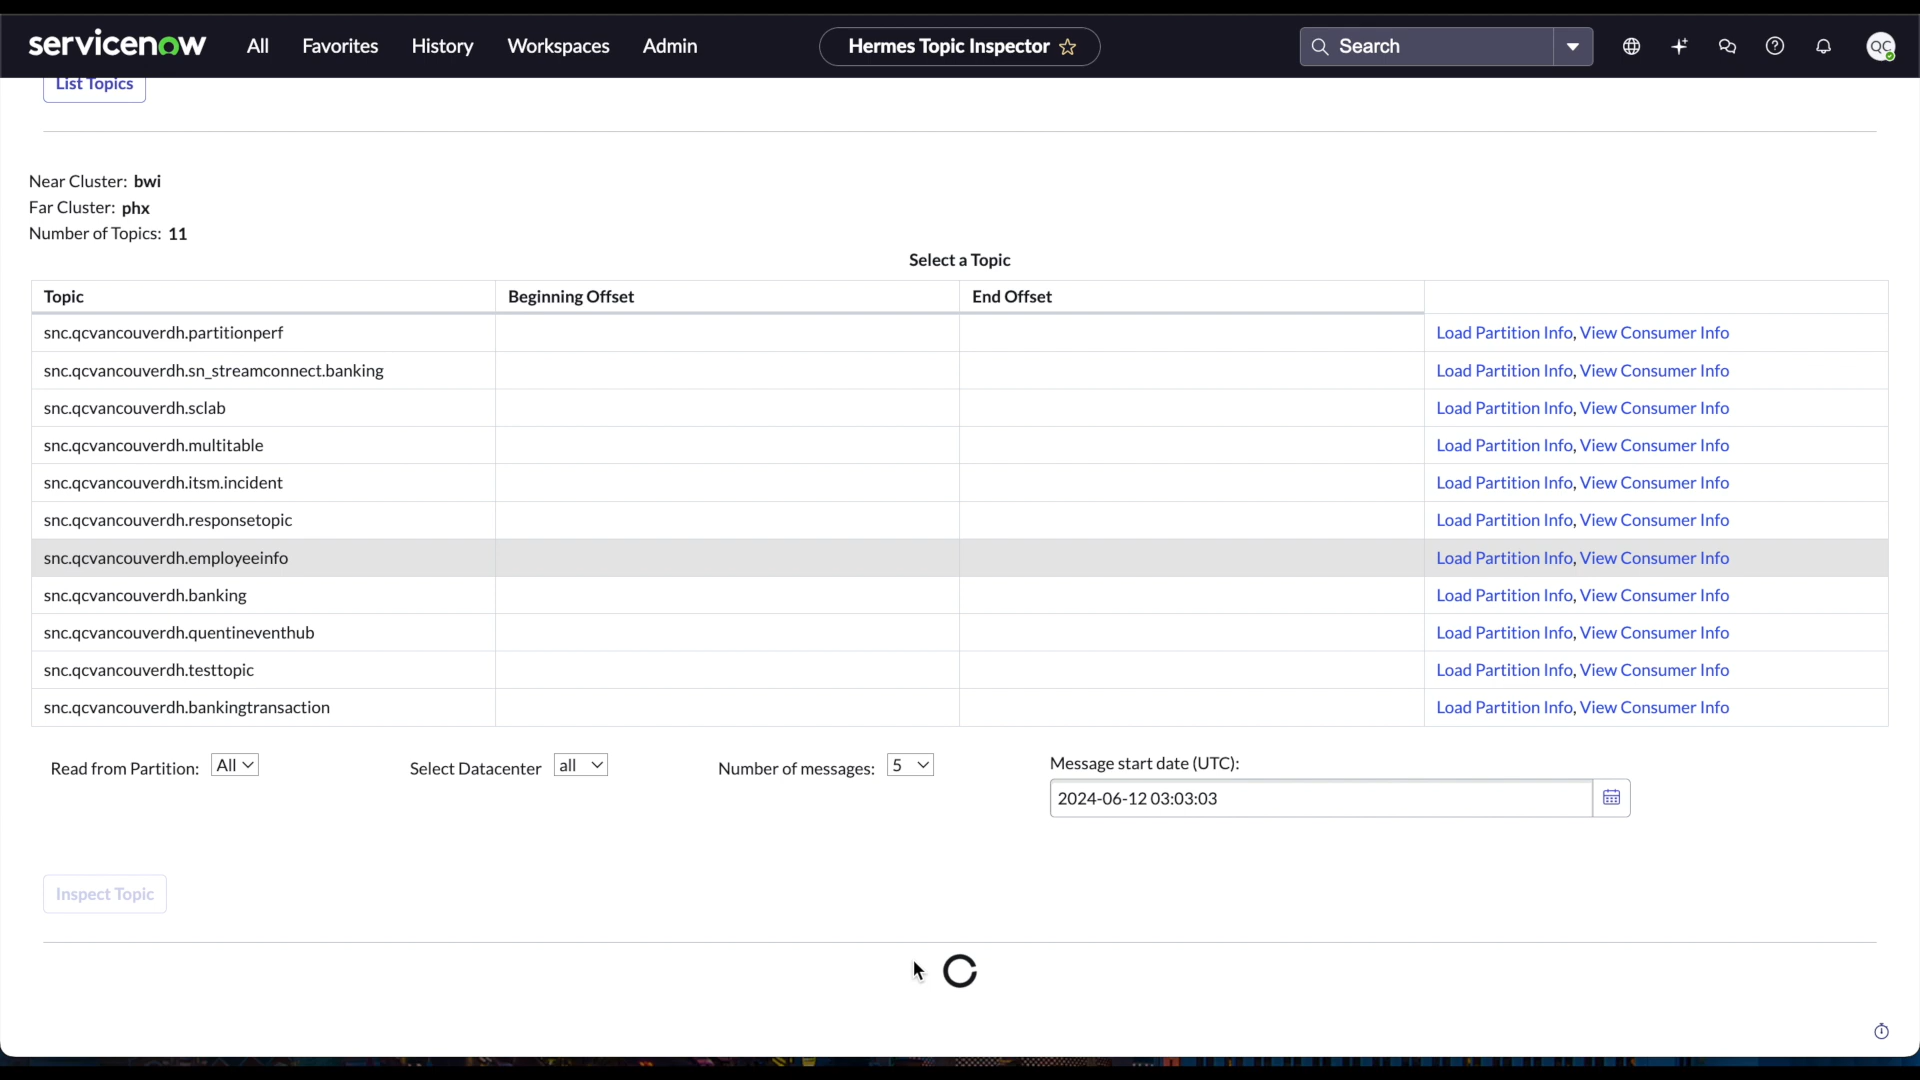 servicenow All Favorites History Workspaces Admin Hermes Topic Inspector Search QC
List Topics
Near Cluster: bwi
Far Cluster: phx
Number of Topics: 11
Select a Topic
Topic Beginning Offset End Offset
snc.qcvancouverdh.partitionperf Load Partition Info, View Consumer Info
snc.qcvancouverdh.sn_streamconnect.banking Load Partition Info, View Consumer Info
snc.qcvancouverdh.sclab Load Partition Info, View Consumer Info
snc.qcvancouverdh.multitable Load Partition Info, View Consumer Info
snc.qcvancouverdh.itsm.incident Load Partition Info, View Consumer Info
snc.qcvancouverdh.responsetopic Load Partition Info, View Consumer Info
snc.qcvancouverdh.employeeinfo Load Partition Info, View Consumer Info
snc.qcvancouverdh.banking Load Partition Info, View Consumer Info
snc.qcvancouverdh.quentineventhub Load Partition Info, View Consumer Info
snc.qcvancouverdh.testtopic Load Partition Info, View Consumer Info
snc.qcvancouverdh.bankingtransaction Load Partition Info, View Consumer Info
Read from Partition: All Select Datacenter all Number of messages: 5 Message start date (UTC):
2024-06-12 03:03:03
Inspect Topic